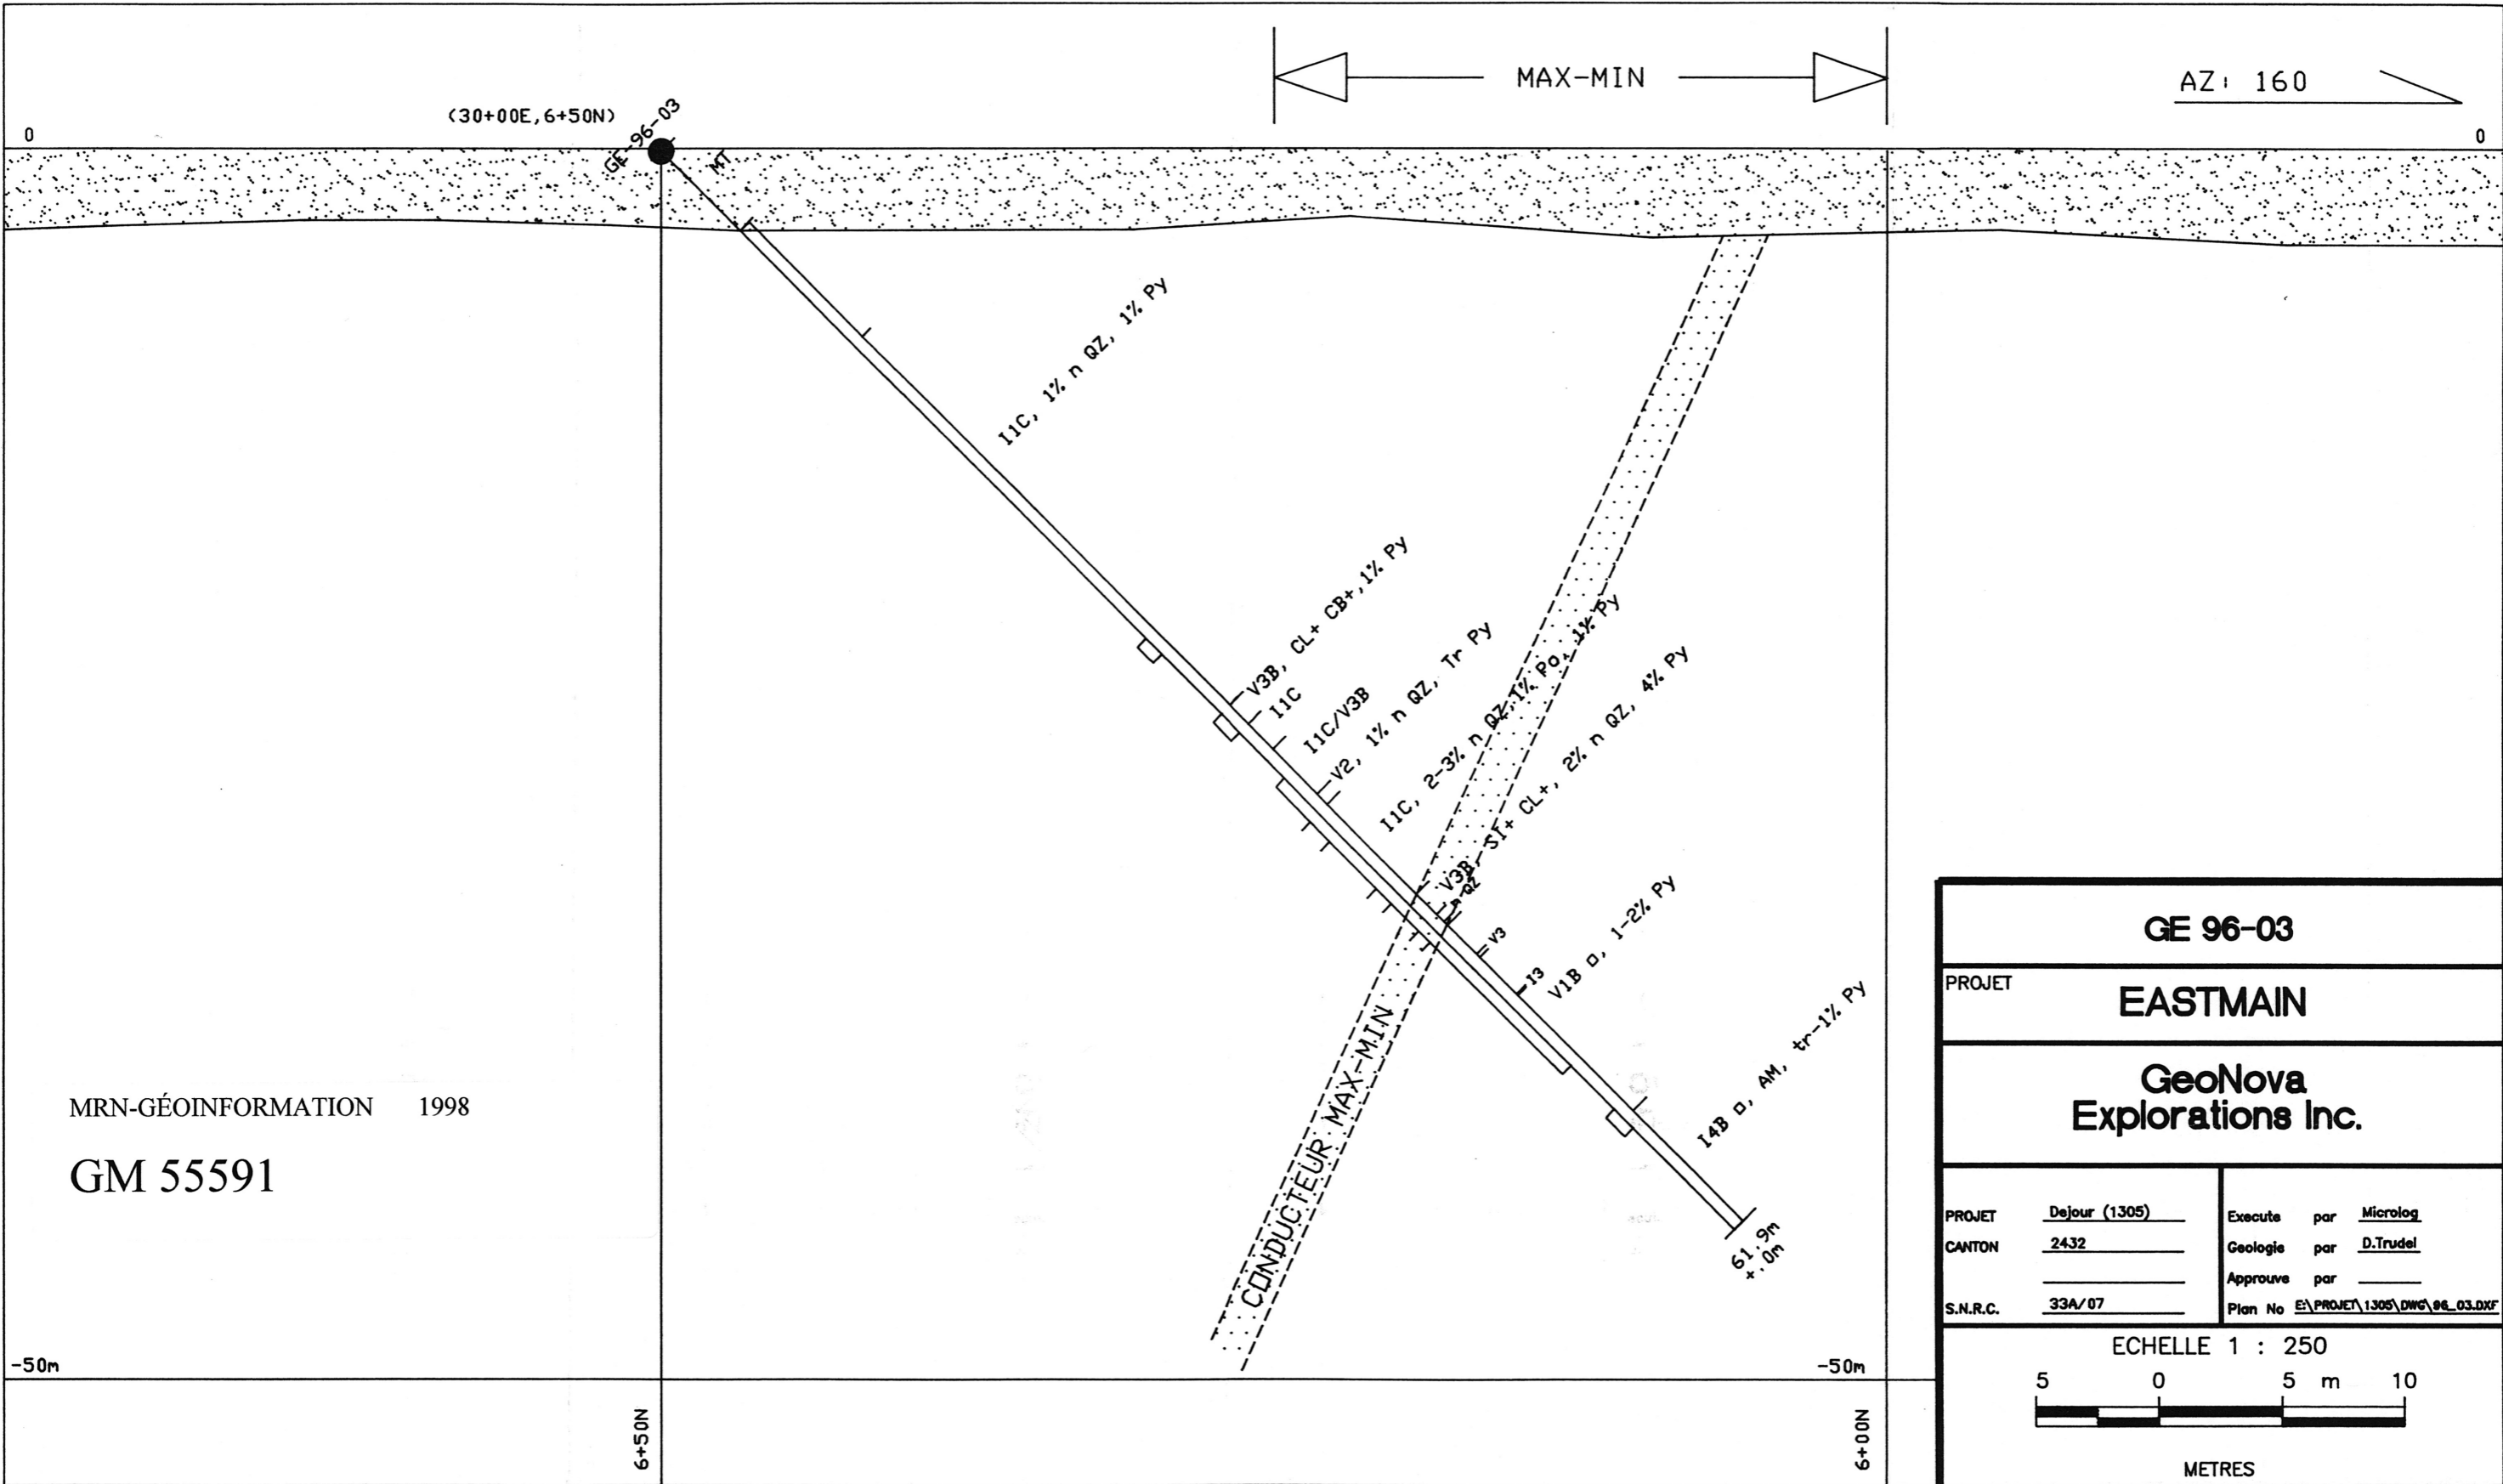 MAX-MIN
AZ: 160
(30+00E,6+50N)
GE-96-03
0
0
MT
I1C, 1% n QZ, 1% Py
V3B, CL+ CB+,1% Py
I1C
I1C/V3B
V2, 1% n QZ, Tr Py
I1C, 2-3% n QZ,1% Po, 1% Py
V3B, SI+ CL+, 2% n QZ, 4% Py
QZ
V3
I3
V1B ¤, 1-2% Py
I4B ¤, AM, tr-1% Py
CONDUCTEUR MAX-MIN
61.9m
+.0m
MRN-GÉOINFORMATION 1998
GM 55591
-50m
-50m
6+50N
6+00N
GE 96-03
PROJET
EASTMAIN
GeoNova
Explorations Inc.
PROJET Dejour (1305)
CANTON 2432
S.N.R.C. 33A/07
Execute par Microlog
Geologie par D.Trudel
Approuve par
Plan No E:\PROJET\1305\DWG\96_03.DXF
ECHELLE 1 : 250
5 0 5 m 10
METRES